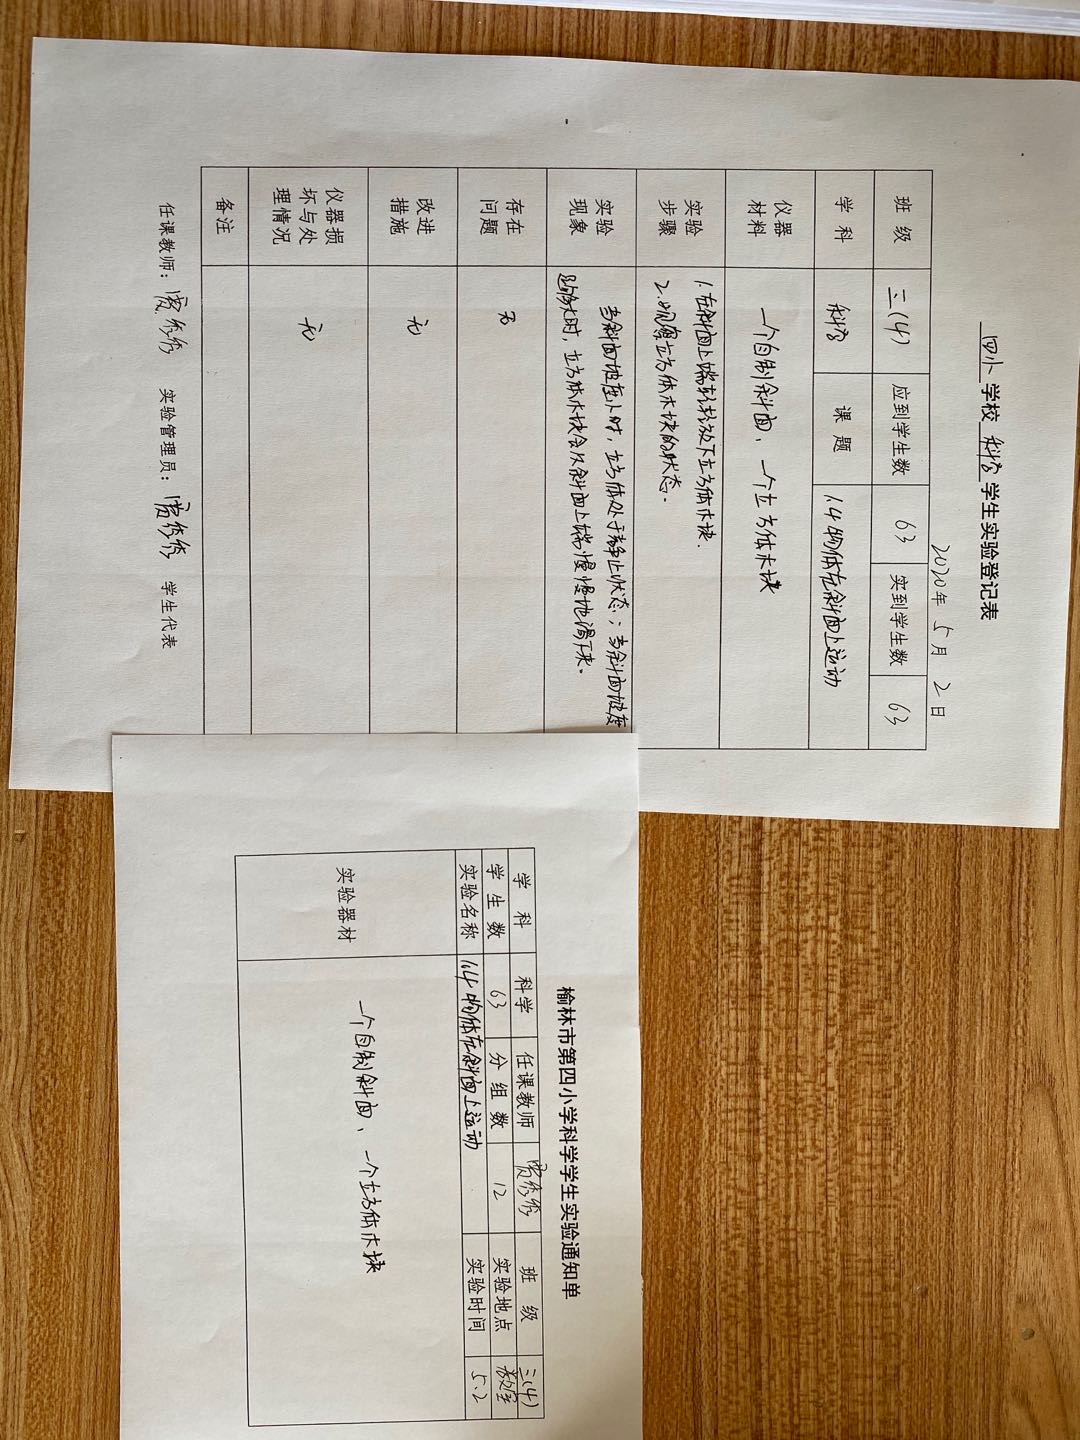 四小学校 科学 学生实验登记表
2020年 5月 2日
班级 三(4) 应到学生数 63 实到学生数 63
学科 科学 课题 1.4物体在斜面上运动
仪器材料 一个自制斜面、一个立方体木块
实验步骤 1.在斜面上端轻轻放下立方体木块.
2.观察立方体木块的状态.
实验现象 当斜面坡度小时,立方体处于静止状态;当斜面坡度
足够大时,立方体木块会从斜面上端慢慢地滑下来.
存在问题 无
改进措施 无
仪器损坏与处理情况 无
备注
任课教师: 秀秀 实验管理员: 秀秀 学生代表
榆林市第四小学科学学生实验通知单
学科 科学 任课教师 秀秀 班级 三(4)
学生数 63 分组数 12 实验地点 教室
实验名称 1.4物体在斜面上运动 实验时间 5.2
实验器材 一个自制斜面、一个立方体木块